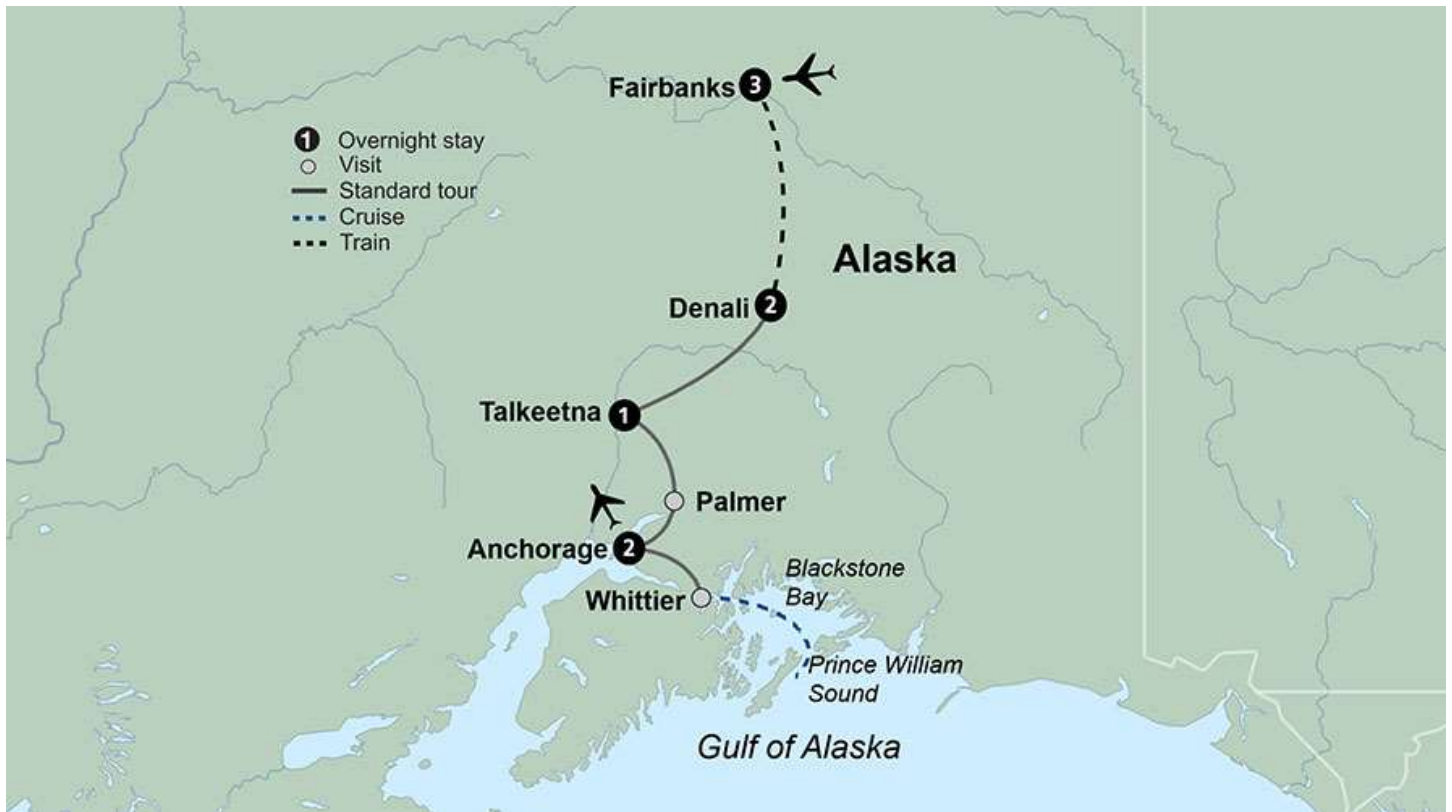 Fairbanks 3
1 Overnight stay
Visit
Standard tour
Cruise
Train
Alaska
Denali 2
Talkeetna 1
Palmer
Anchorage 2
Blackstone
Bay
Whittier
Prince William
Sound
Gulf of Alaska